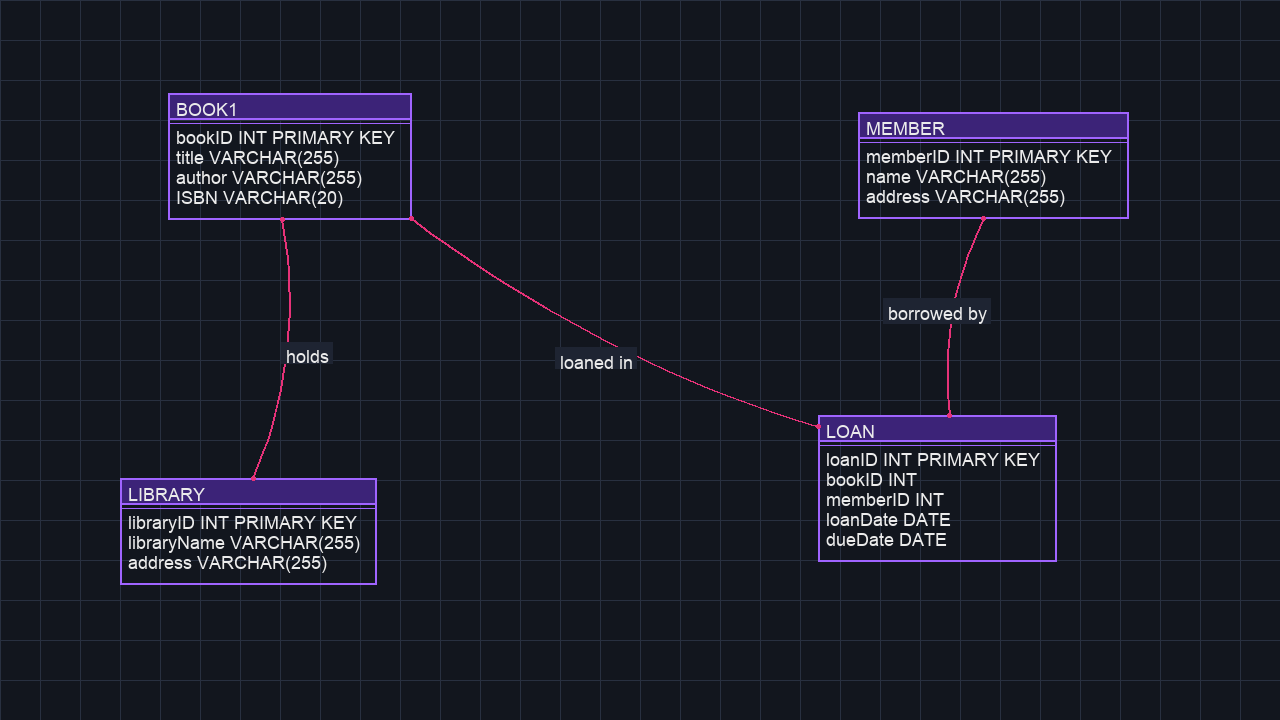 BOOK1
bookID INT PRIMARY KEY
title VARCHAR(255)
author VARCHAR(255)
ISBN VARCHAR(20)
MEMBER
memberID INT PRIMARY KEY
name VARCHAR(255)
address VARCHAR(255)
borrowed by
holds
loaned in
LOAN
loanID INT PRIMARY KEY
bookID INT
memberID INT
loanDate DATE
dueDate DATE
LIBRARY
libraryID INT PRIMARY KEY
libraryName VARCHAR(255)
address VARCHAR(255)